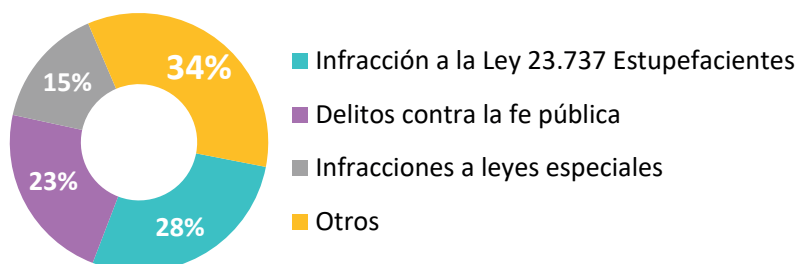 34%
15%
23%
28%
Infracción a la Ley 23.737 Estupefacientes
Delitos contra la fe pública
Infracciones a leyes especiales
Otros